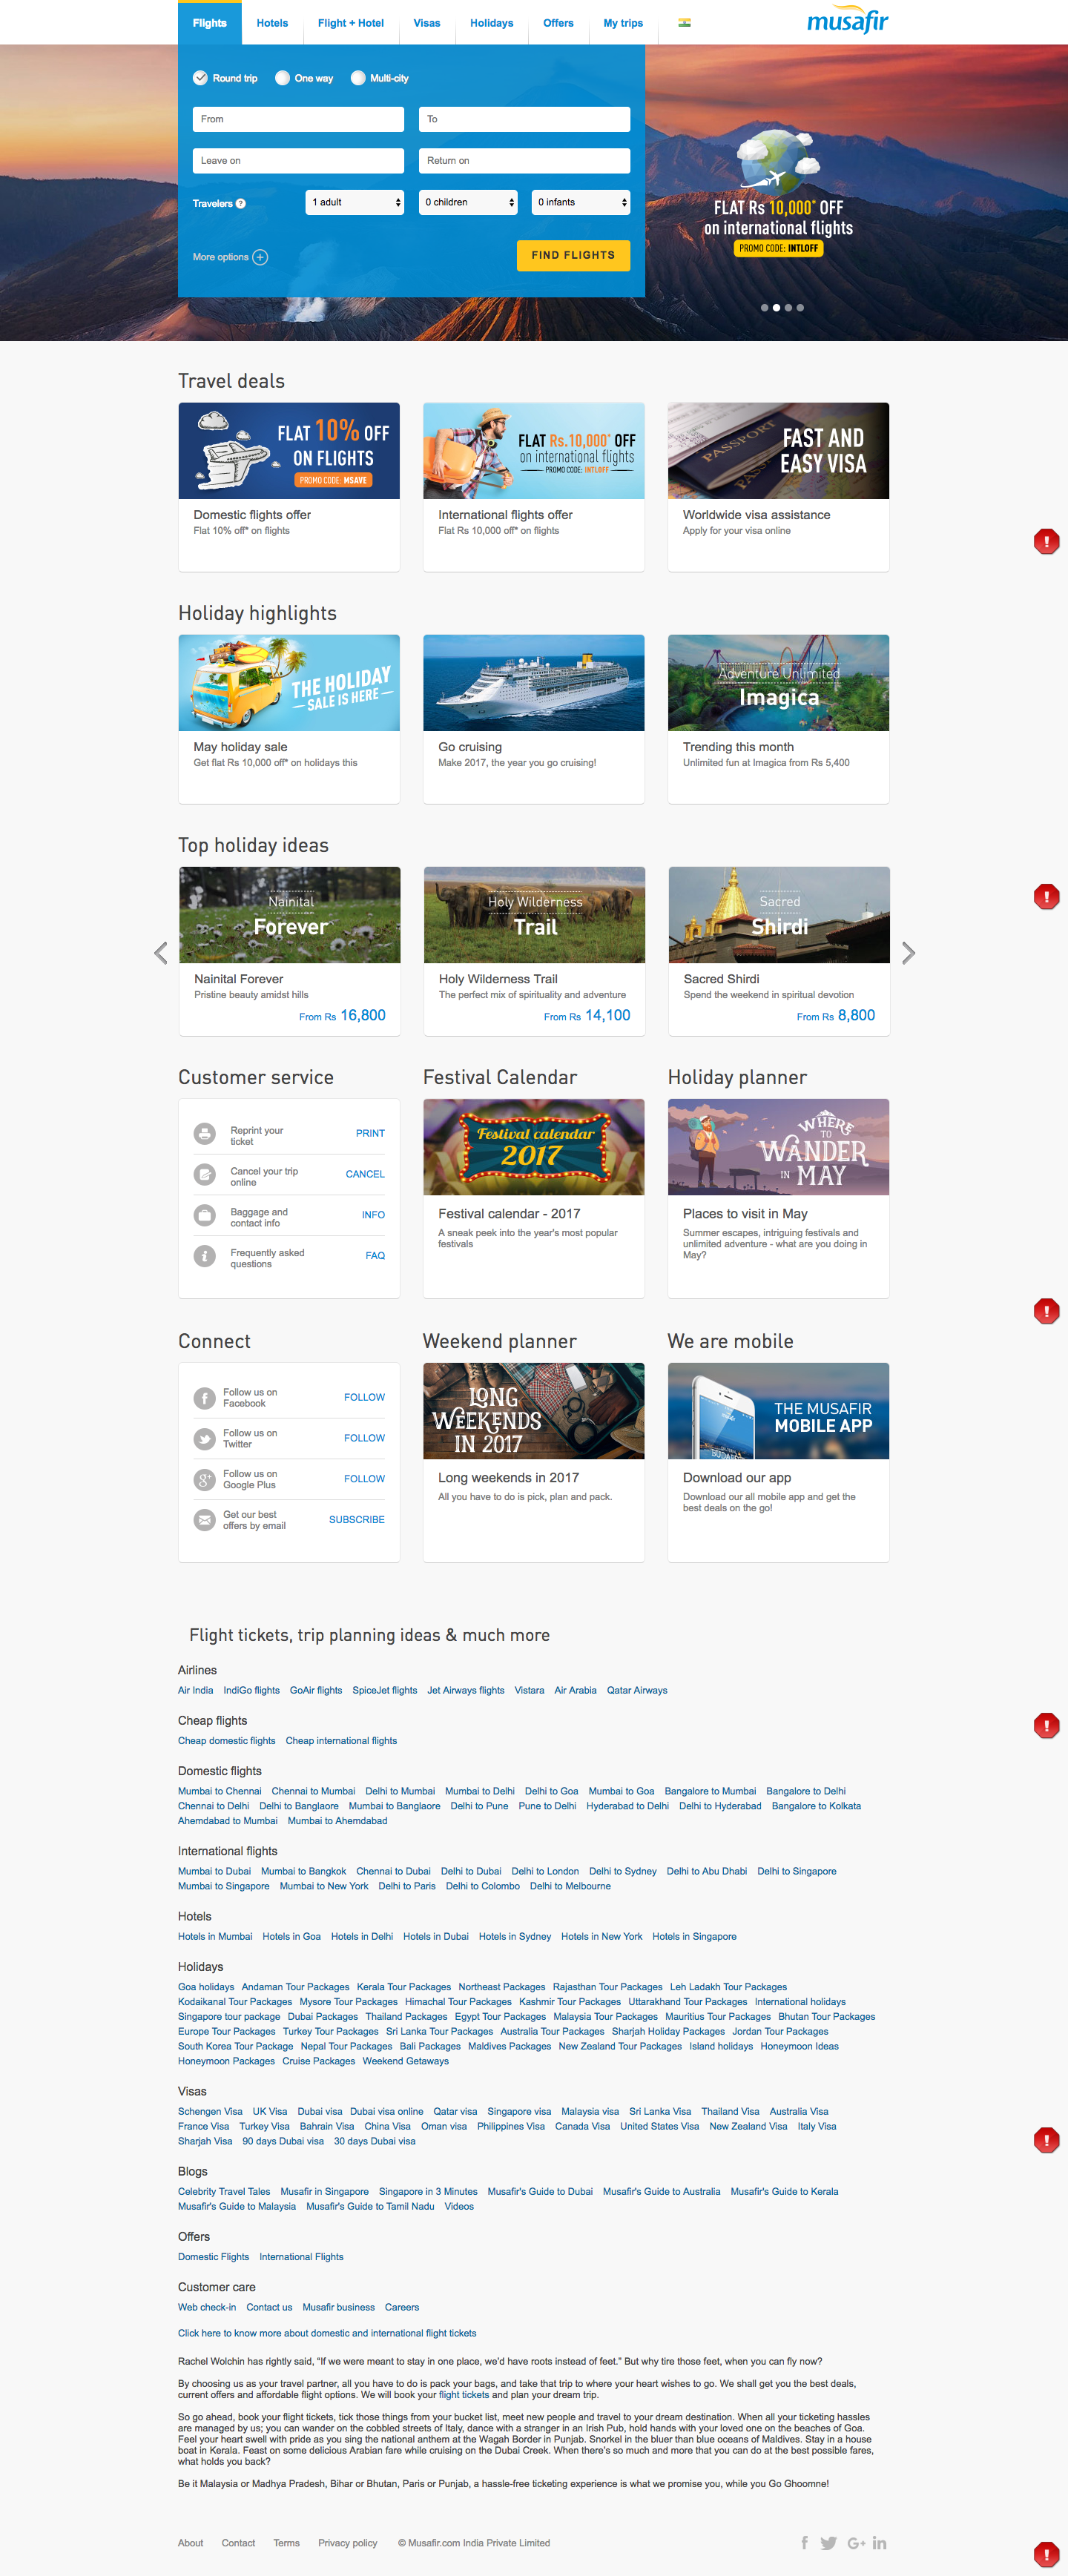 Flights Hotels Flight + Hotel Visas Holidays Offers My trips musafir
Round trip One way Multi-city
From To
Leave on Return on
Travelers ? 1 adult 0 children 0 infants
More options FIND FLIGHTS
FLAT Rs 10,000* OFF
on international flights
PROMO CODE: INTLOFF
Travel deals
FLAT 10% OFF
ON FLIGHTS
PROMO CODE: MSAVE
Domestic flights offer
Flat 10% off* on flights
FLAT Rs.10,000* OFF
on international flights
PROMO CODE: INTLOFF
International flights offer
Flat Rs 10,000 off* on flights
PASSPORT
PASSPORT
FAST AND
EASY VISA
Worldwide visa assistance
Apply for your visa online
Holiday highlights
THE HOLIDAY
SALE IS HERE
May holiday sale
Get flat Rs 10,000 off* on holidays this
Go cruising
Make 2017, the year you go cruising!
Adventure Unlimited
Imagica
Trending this month
Unlimited fun at Imagica from Rs 5,400
Top holiday ideas
Nainital
Forever
Nainital Forever
Pristine beauty amidst hills
From Rs 16,800
Holy Wilderness
Trail
Holy Wilderness Trail
The perfect mix of spirituality and adventure
From Rs 14,100
Sacred
Shirdi
Sacred Shirdi
Spend the weekend in spiritual devotion
From Rs 8,800
Customer service
Reprint your
ticket
PRINT
Cancel your trip
online
CANCEL
Baggage and
contact info
INFO
Frequently asked
questions
FAQ
Festival Calendar
Festival calendar
2017
Festival calendar - 2017
A sneak peek into the year's most popular
festivals
Holiday planner
WHERE
TO
WANDER
IN MAY
Places to visit in May
Summer escapes, intriguing festivals and
unlimited adventure - what are you doing in
May?
Connect
Follow us on
Facebook
FOLLOW
Follow us on
Twitter
FOLLOW
Follow us on
Google Plus
FOLLOW
Get our best
offers by email
SUBSCRIBE
Weekend planner
LONG
WEEKENDS
IN 2017
Long weekends in 2017
All you have to do is pick, plan and pack.
We are mobile
THE MUSAFIR
MOBILE APP
Download our app
Download our all mobile app and get the
best deals on the go!
Flight tickets, trip planning ideas & much more
Airlines
Air India IndiGo flights GoAir flights SpiceJet flights Jet Airways flights Vistara Air Arabia Qatar Airways
Cheap flights
Cheap domestic flights Cheap international flights
Domestic flights
Mumbai to Chennai Chennai to Mumbai Delhi to Mumbai Mumbai to Delhi Delhi to Goa Mumbai to Goa Bangalore to Mumbai Bangalore to Delhi
Chennai to Delhi Delhi to Banglaore Mumbai to Banglaore Delhi to Pune Pune to Delhi Hyderabad to Delhi Delhi to Hyderabad Bangalore to Kolkata
Ahemdabad to Mumbai Mumbai to Ahemdabad
International flights
Mumbai to Dubai Mumbai to Bangkok Chennai to Dubai Delhi to Dubai Delhi to London Delhi to Sydney Delhi to Abu Dhabi Delhi to Singapore
Mumbai to Singapore Mumbai to New York Delhi to Paris Delhi to Colombo Delhi to Melbourne
Hotels
Hotels in Mumbai Hotels in Goa Hotels in Delhi Hotels in Dubai Hotels in Sydney Hotels in New York Hotels in Singapore
Holidays
Goa holidays Andaman Tour Packages Kerala Tour Packages Northeast Packages Rajasthan Tour Packages Leh Ladakh Tour Packages
Kodaikanal Tour Packages Mysore Tour Packages Himachal Tour Packages Kashmir Tour Packages Uttarakhand Tour Packages International holidays
Singapore tour package Dubai Packages Thailand Packages Egypt Tour Packages Malaysia Tour Packages Mauritius Tour Packages Bhutan Tour Packages
Europe Tour Packages Turkey Tour Packages Sri Lanka Tour Packages Australia Tour Packages Sharjah Holiday Packages Jordan Tour Packages
South Korea Tour Package Nepal Tour Packages Bali Packages Maldives Packages New Zealand Tour Packages Island holidays Honeymoon Ideas
Honeymoon Packages Cruise Packages Weekend Getaways
Visas
Schengen Visa UK Visa Dubai visa Dubai visa online Qatar visa Singapore visa Malaysia visa Sri Lanka Visa Thailand Visa Australia Visa
France Visa Turkey Visa Bahrain Visa China Visa Oman visa Philippines Visa Canada Visa United States Visa New Zealand Visa Italy Visa
Sharjah Visa 90 days Dubai visa 30 days Dubai visa
Blogs
Celebrity Travel Tales Musafir in Singapore Singapore in 3 Minutes Musafir's Guide to Dubai Musafir's Guide to Australia Musafir's Guide to Kerala
Musafir's Guide to Malaysia Musafir's Guide to Tamil Nadu Videos
Offers
Domestic Flights International Flights
Customer care
Web check-in Contact us Musafir business Careers
Click here to know more about domestic and international flight tickets
Rachel Wolchin has rightly said, "If we were meant to stay in one place, we'd have roots instead of feet." But why tire those feet, when you can fly now?
By choosing us as your travel partner, all you have to do is pack your bags, and take that trip to where your heart wishes to go. We shall get you the best deals,
current offers and affordable flight options. We will book your flight tickets and plan your dream trip.
So go ahead, book your flight tickets, tick those things from your bucket list, meet new people and travel to your dream destination. When all your ticketing hassles
are managed by us; you can wander on the cobbled streets of Italy, dance with a stranger in an Irish Pub, hold hands with your loved one on the beaches of Goa.
Feel your heart swell with pride as you sing the national anthem at the Wagah Border in Punjab. Snorkel in the bluer than blue oceans of Maldives. Stay in a house
boat in Kerala. Feast on some delicious Arabian fare while cruising on the Dubai Creek. When there's so much and more that you can do at the best possible fares,
what holds you back?
Be it Malaysia or Madhya Pradesh, Bihar or Bhutan, Paris or Punjab, a hassle-free ticketing experience is what we promise you, while you Go Ghoomne!
About Contact Terms Privacy policy © Musafir.com India Private Limited